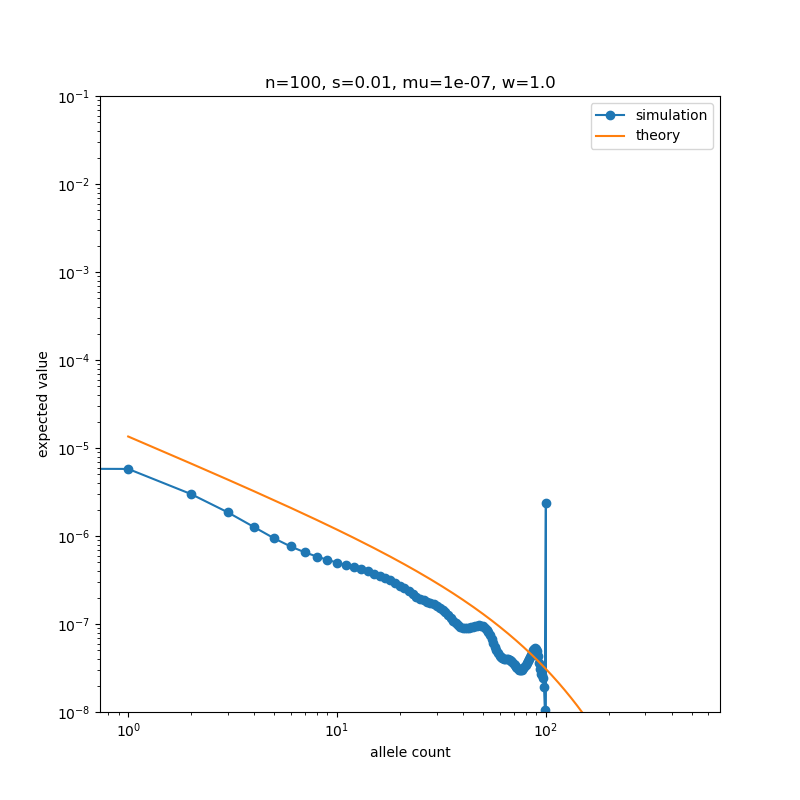 n=100, s=0.01, mu=1e-07, w=1.0
simulation
theory
10⁻¹
10⁻²
10⁻³
10⁻⁴
10⁻⁵
10⁻⁶
10⁻⁷
10⁻⁸
expected value
10⁰
10¹
10²
allele count